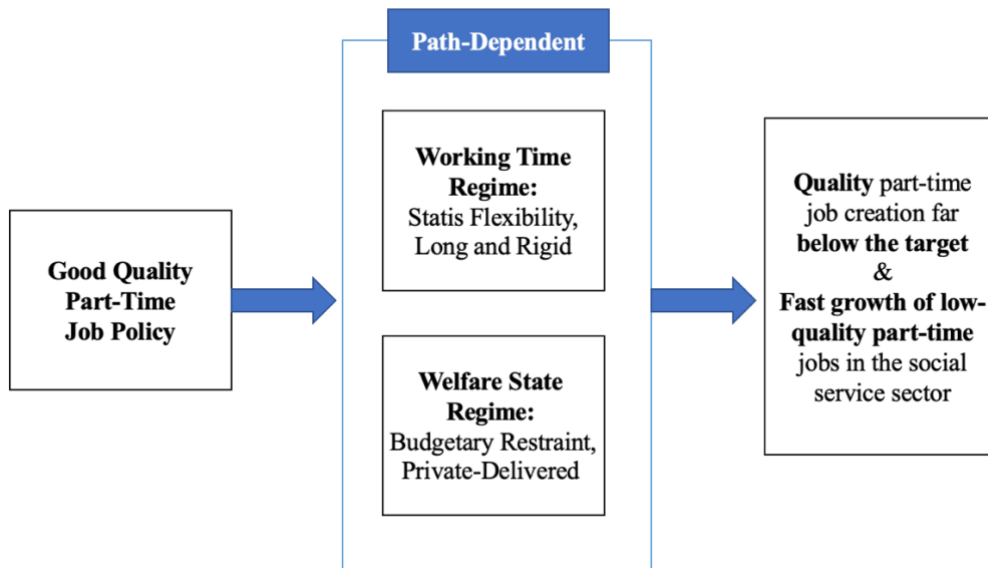 Path-Dependent
Good Quality
Part-Time
Job Policy
Working Time
Regime:
Statis Flexibility,
Long and Rigid
Welfare State
Regime:
Budgetary Restraint,
Private-Delivered
Quality part-time
job creation far
below the target
&
Fast growth of low-
quality part-time
jobs in the social
service sector